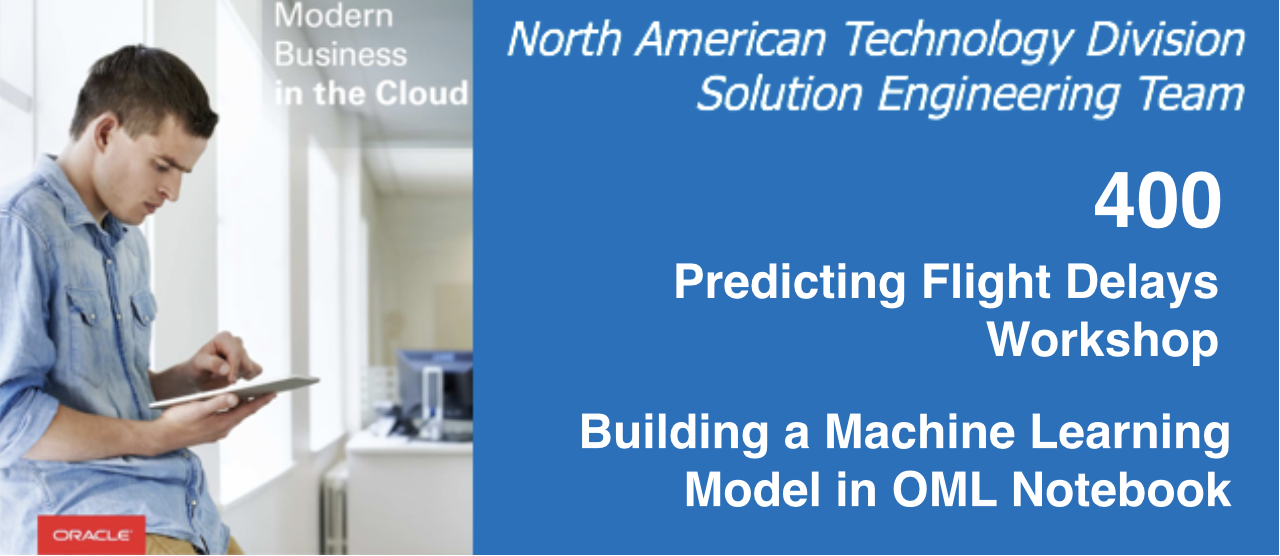 Modern
Business
in the Cloud
North American Technology Division
Solution Engineering Team
400
Predicting Flight Delays
Workshop
Building a Machine Learning
Model in OML Notebook
ORACLE